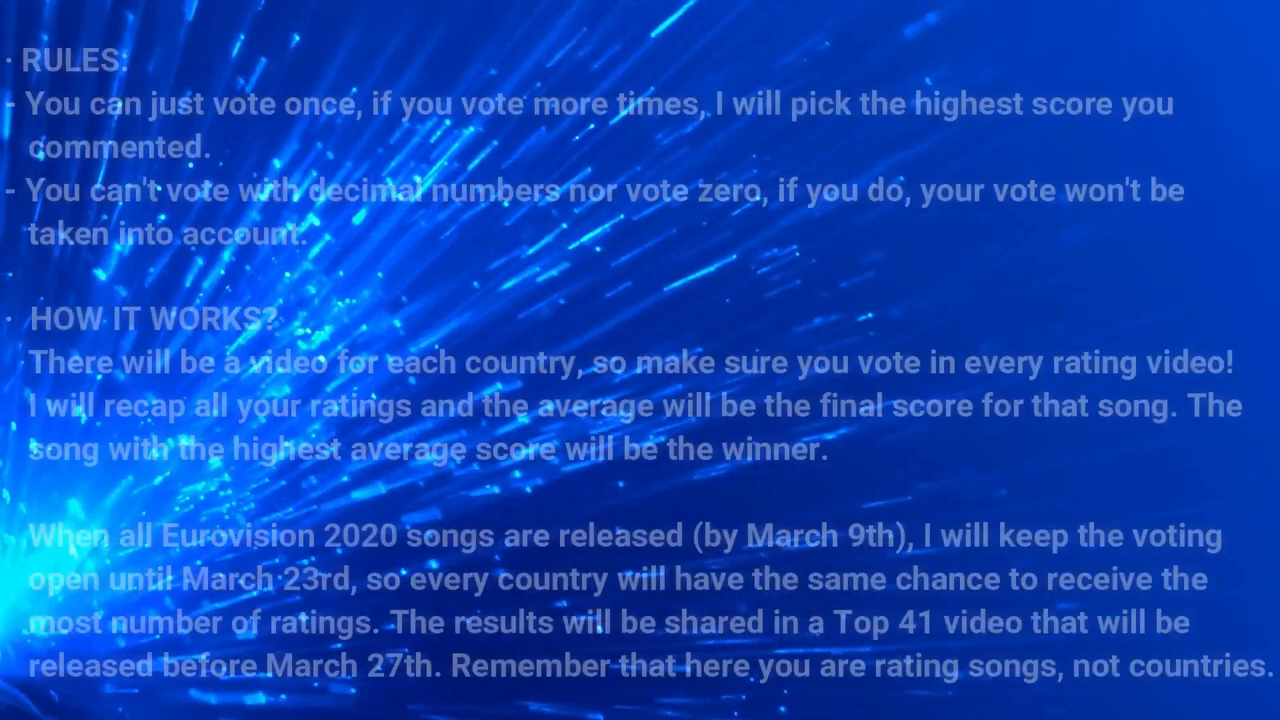 · RULES:
- You can just vote once, if you vote more times, I will pick the highest score you
commented.
- You can't vote with decimal numbers nor vote zero, if you do, your vote won't be
taken into account.
· HOW IT WORKS?
There will be a video for each country, so make sure you vote in every rating video!
I will recap all your ratings and the average will be the final score for that song. The
song with the highest average score will be the winner.
When all Eurovision 2020 songs are released (by March 9th), I will keep the voting
open until March 23rd, so every country will have the same chance to receive the
most number of ratings. The results will be shared in a Top 41 video that will be
released before March 27th. Remember that here you are rating songs, not countries.